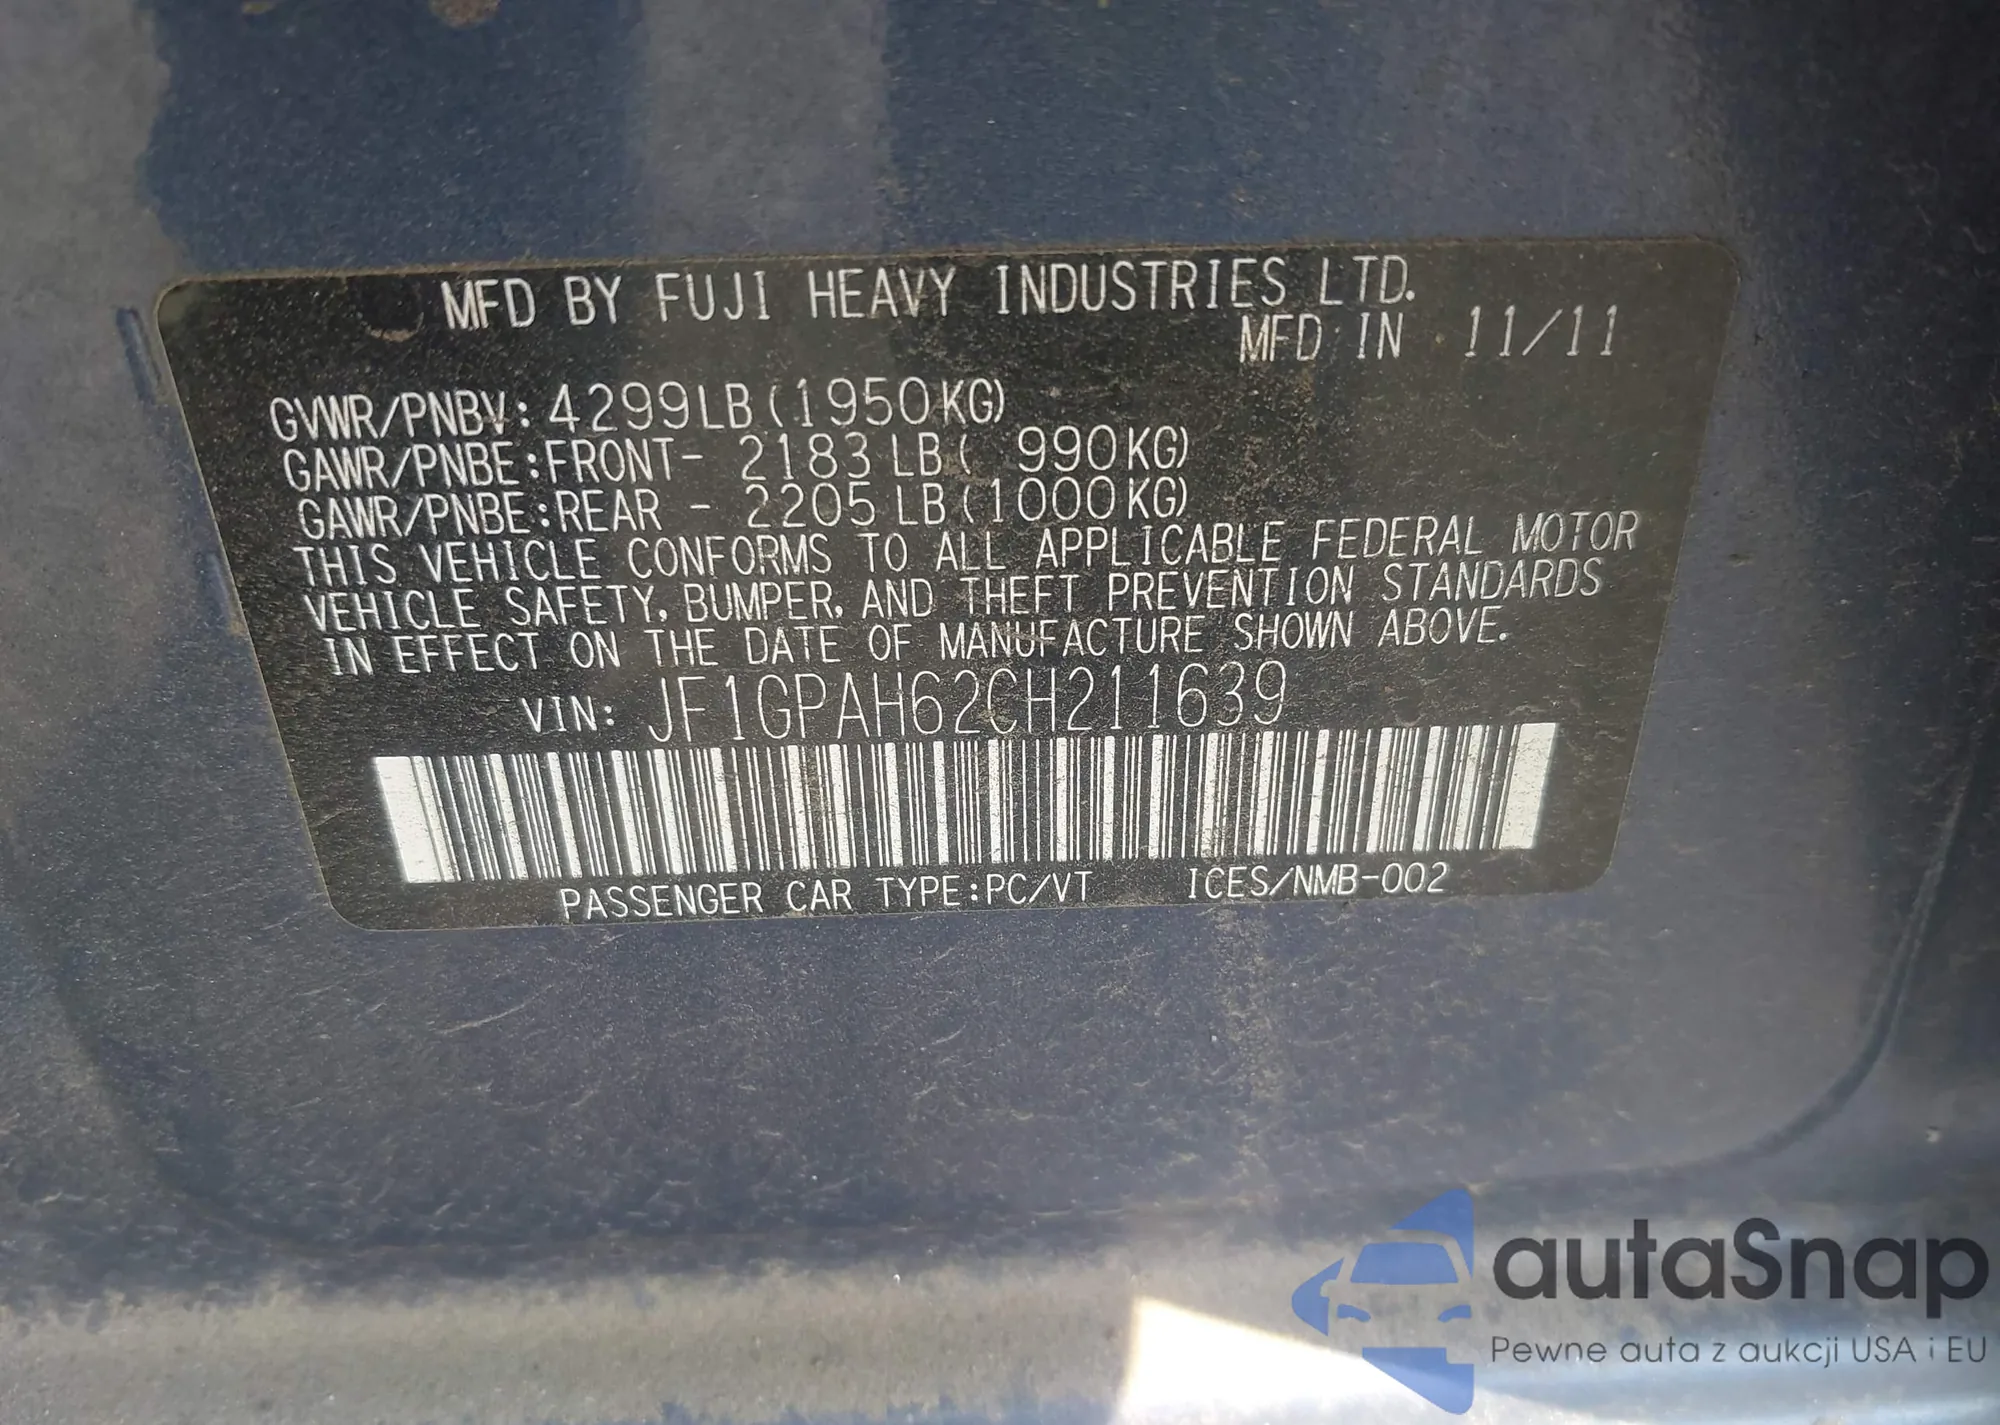 MFD BY FUJI HEAVY INDUSTRIES LTD.
MFD IN 11/11
GVWR/PNBV: 4299LB (1950KG)
GAWR/PNBE:FRONT- 2183 LB ( 990KG)
GAWR/PNBE:REAR - 2205 LB (1000KG)
THIS VEHICLE CONFORMS TO ALL APPLICABLE FEDERAL MOTOR
VEHICLE SAFETY, BUMPER, AND THEFT PREVENTION STANDARDS
IN EFFECT ON THE DATE OF MANUFACTURE SHOWN ABOVE.
VIN: JF1GPAH62CH211639
PASSENGER CAR TYPE:PC/VT ICES/NMB-002
autaSnap
Pewne auta z aukcji USA i EU